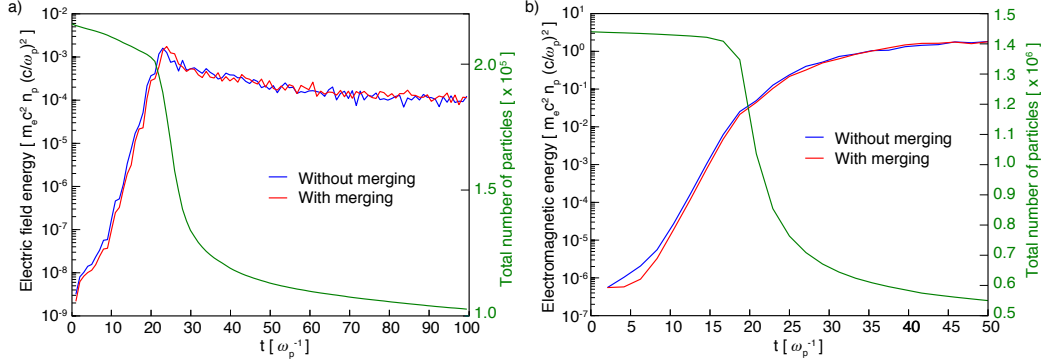 a)
Electric field energy [ mₑc² nₚ (c/ωₚ)² ]
10⁻²
10⁻³
10⁻⁴
10⁻⁵
10⁻⁶
10⁻⁷
10⁻⁸
10⁻⁹
0 10 20 30 40 50 60 70 80 90 100
t [ ωₚ⁻¹ ]
Without merging
With merging
2.0
1.5
1.0
Total number of particles [ x 10⁵ ]
b)
Electromagnetic energy [ mₑc² nₚ (c/ωₚ)² ]
10¹
10⁰
10⁻¹
10⁻²
10⁻³
10⁻⁴
10⁻⁵
10⁻⁶
10⁻⁷
0 5 10 15 20 25 30 35 40 45 50
t [ ωₚ⁻¹ ]
Without merging
With merging
1.5
1.4
1.3
1.2
1.1
1.0
0.9
0.8
0.7
0.6
0.5
Total number of particles [ x 10⁶ ]